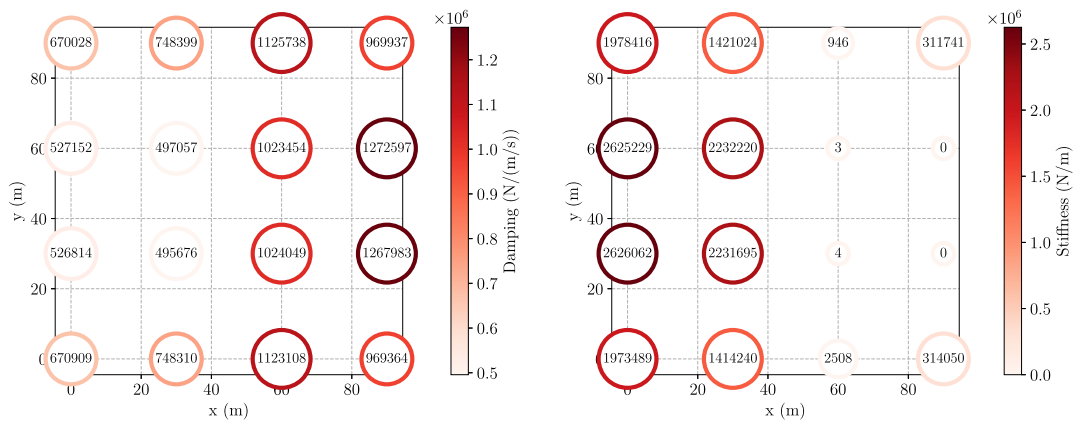 ×10⁶
670028 748399 1125738 969937
527152 497057 1023454 1272597
526814 495676 1024049 1267983
670909 748310 1123108 969364
80
60
40
20
0
y (m)
0 20 40 60 80
x (m)
1.2
1.1
1.0
0.9
0.8
0.7
0.6
0.5
Damping (N/(m/s))
×10⁶
1978416 1421024 946 311741
2625229 2232220 3 0
2626062 2231695 4 0
1973489 1414240 2508 314050
80
60
40
20
0
y (m)
0 20 40 60 80
x (m)
2.5
2.0
1.5
1.0
0.5
0.0
Stiffness (N/m)